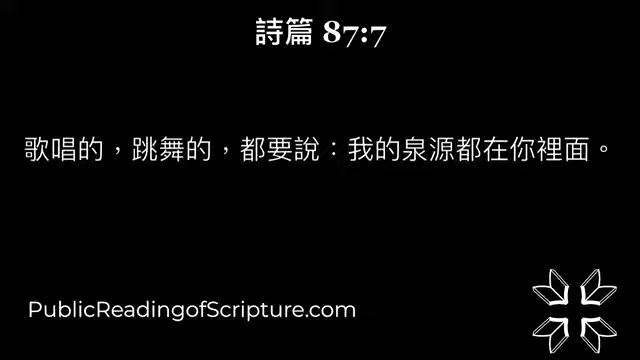 詩篇 87:7
歌唱的，跳舞的，都要說：我的泉源都在你裡面。
PublicReadingofScripture.com